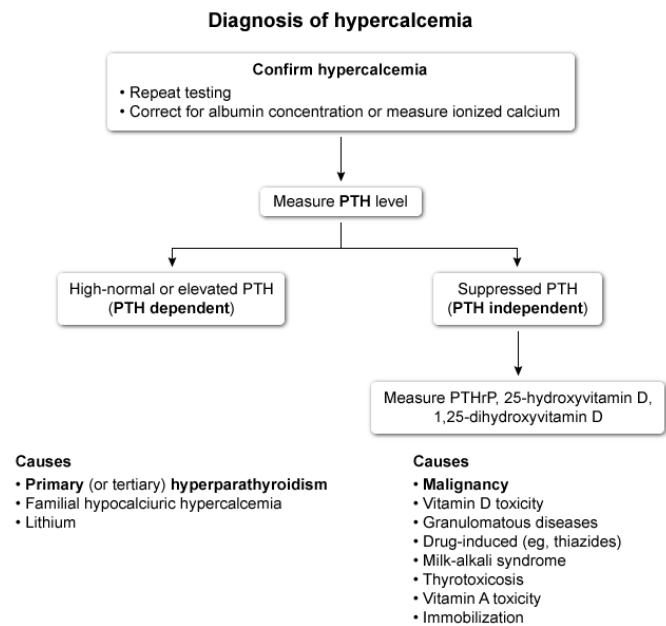 Diagnosis of hypercalcemia
Confirm hypercalcemia
• Repeat testing
• Correct for albumin concentration or measure ionized calcium
Measure PTH level
High-normal or elevated PTH
(PTH dependent)
Suppressed PTH
(PTH independent)
Measure PTHrP, 25-hydroxyvitamin D,
1,25-dihydroxyvitamin D
Causes
• Primary (or tertiary) hyperparathyroidism
• Familial hypocalciuric hypercalcemia
• Lithium
Causes
• Malignancy
• Vitamin D toxicity
• Granulomatous diseases
• Drug-induced (eg, thiazides)
• Milk-alkali syndrome
• Thyrotoxicosis
• Vitamin A toxicity
• Immobilization